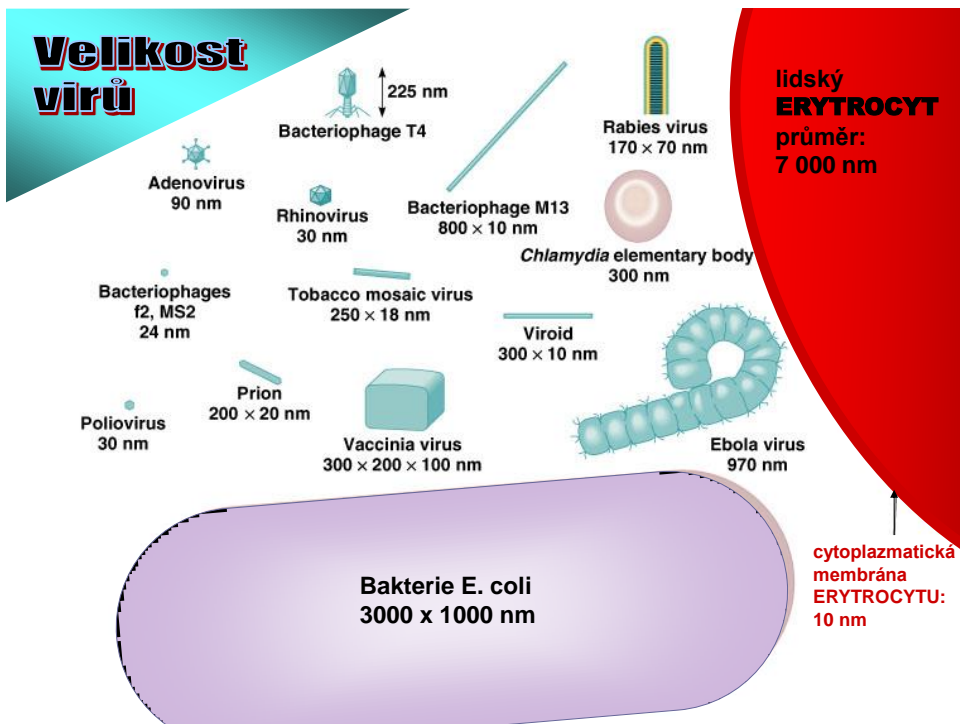 Velikost
virů
225 nm
Bacteriophage T4
Rabies virus
170 × 70 nm
lidský
ERYTROCYT
průměr:
7 000 nm
Adenovirus
90 nm
Rhinovirus
30 nm
Bacteriophage M13
800 × 10 nm
Chlamydia elementary body
300 nm
Bacteriophages
f2, MS2
24 nm
Tobacco mosaic virus
250 × 18 nm
Viroid
300 × 10 nm
Prion
200 × 20 nm
Poliovirus
30 nm
Vaccinia virus
300 × 200 × 100 nm
Ebola virus
970 nm
Bakterie E. coli
3000 x 1000 nm
cytoplazmatická
membrána
ERYTROCYTU:
10 nm